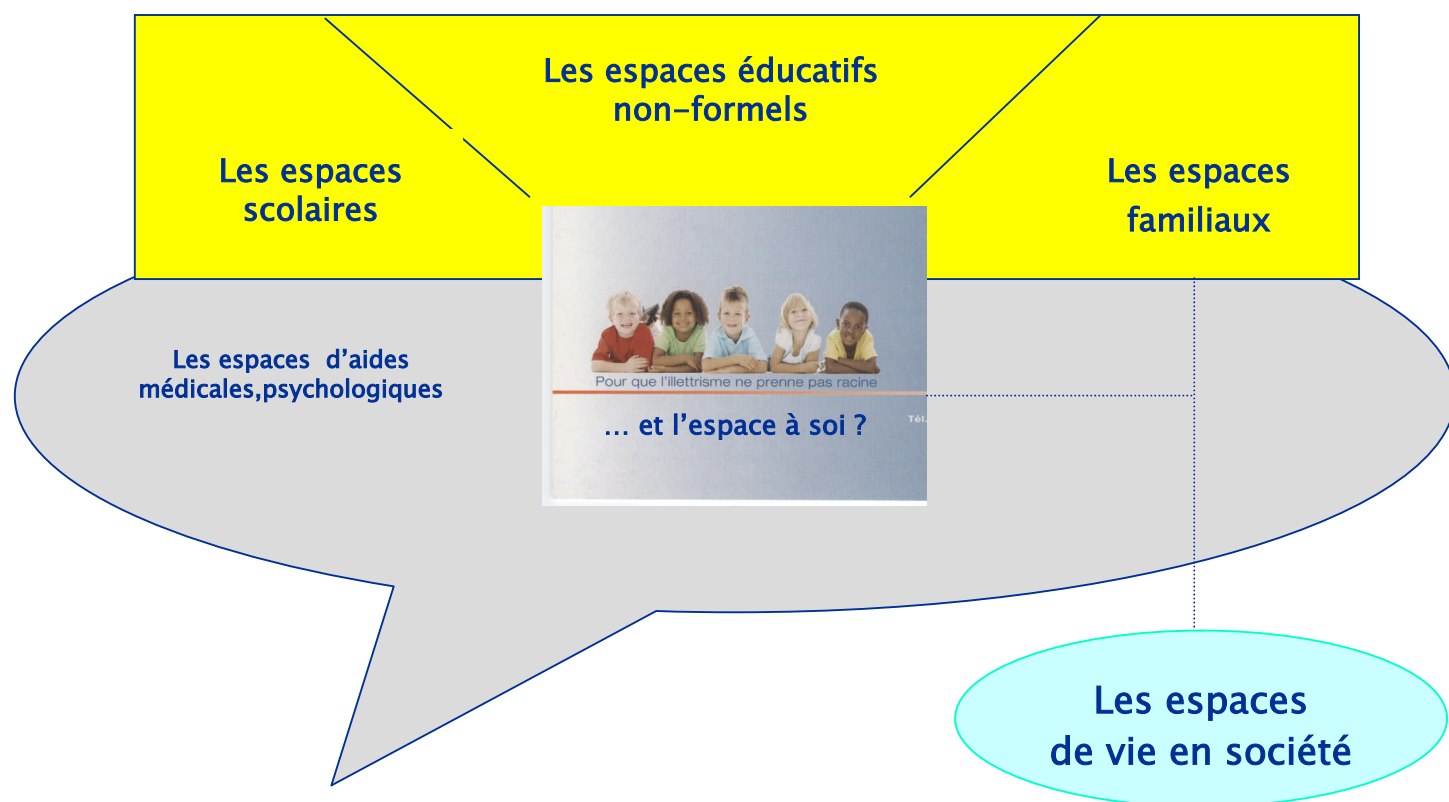 Les espaces éducatifs
non-formels
Les espaces
scolaires
Les espaces
familiaux
Les espaces d'aides
médicales,psychologiques
Pour que l'illettrisme ne prenne pas racine
... et l'espace à soi ?
Tél.
Les espaces
de vie en société